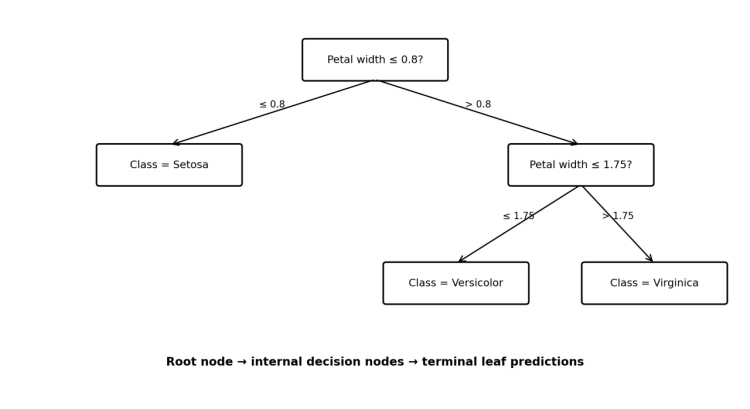 Petal width ≤ 0.8?
≤ 0.8
> 0.8
Class = Setosa
Petal width ≤ 1.75?
≤ 1.75
> 1.75
Class = Versicolor
Class = Virginica
Root node → internal decision nodes → terminal leaf predictions